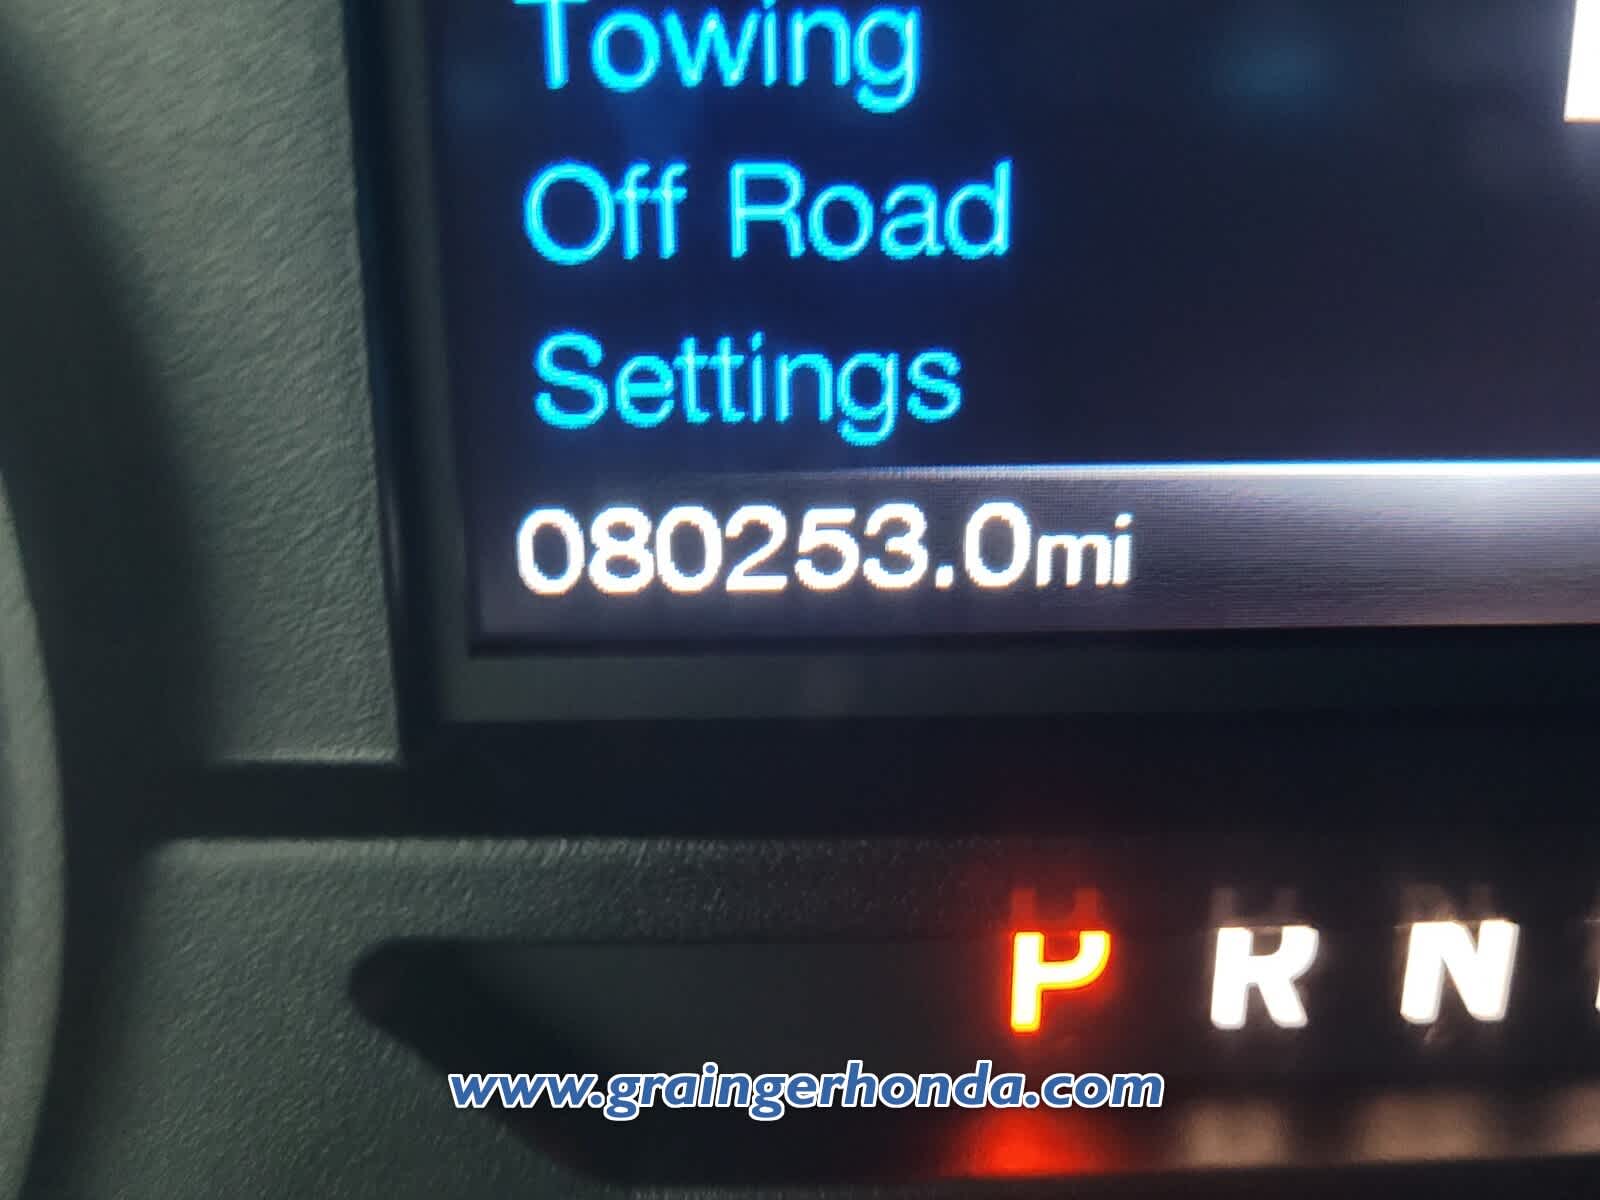 Towing
Off Road
Settings
080253.0mi
P R N
www.graingerhonda.com